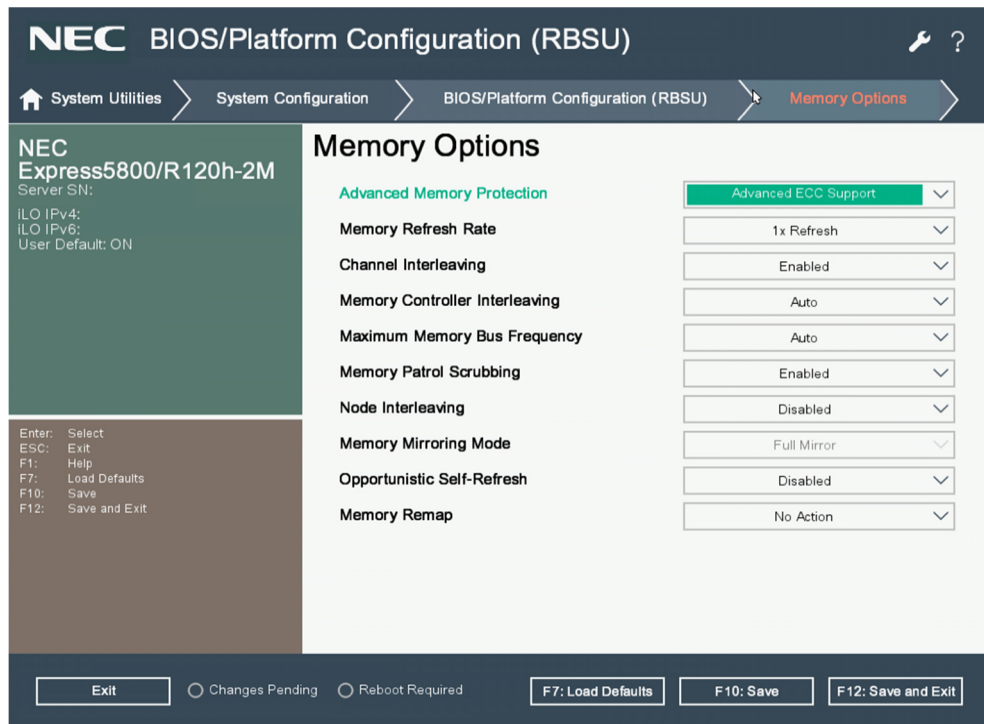 NEC BIOS/Platform Configuration (RBSU) ?
System Utilities System Configuration BIOS/Platform Configuration (RBSU) Memory Options
NEC
Express5800/R120h-2M
Server SN:
iLO IPv4:
iLO IPv6:
User Default: ON
Enter: Select
ESC: Exit
F1: Help
F7: Load Defaults
F10: Save
F12: Save and Exit
Memory Options
Advanced Memory Protection Advanced ECC Support
Memory Refresh Rate 1x Refresh
Channel Interleaving Enabled
Memory Controller Interleaving Auto
Maximum Memory Bus Frequency Auto
Memory Patrol Scrubbing Enabled
Node Interleaving Disabled
Memory Mirroring Mode Full Mirror
Opportunistic Self-Refresh Disabled
Memory Remap No Action
Exit Changes Pending Reboot Required F7: Load Defaults F10: Save F12: Save and Exit